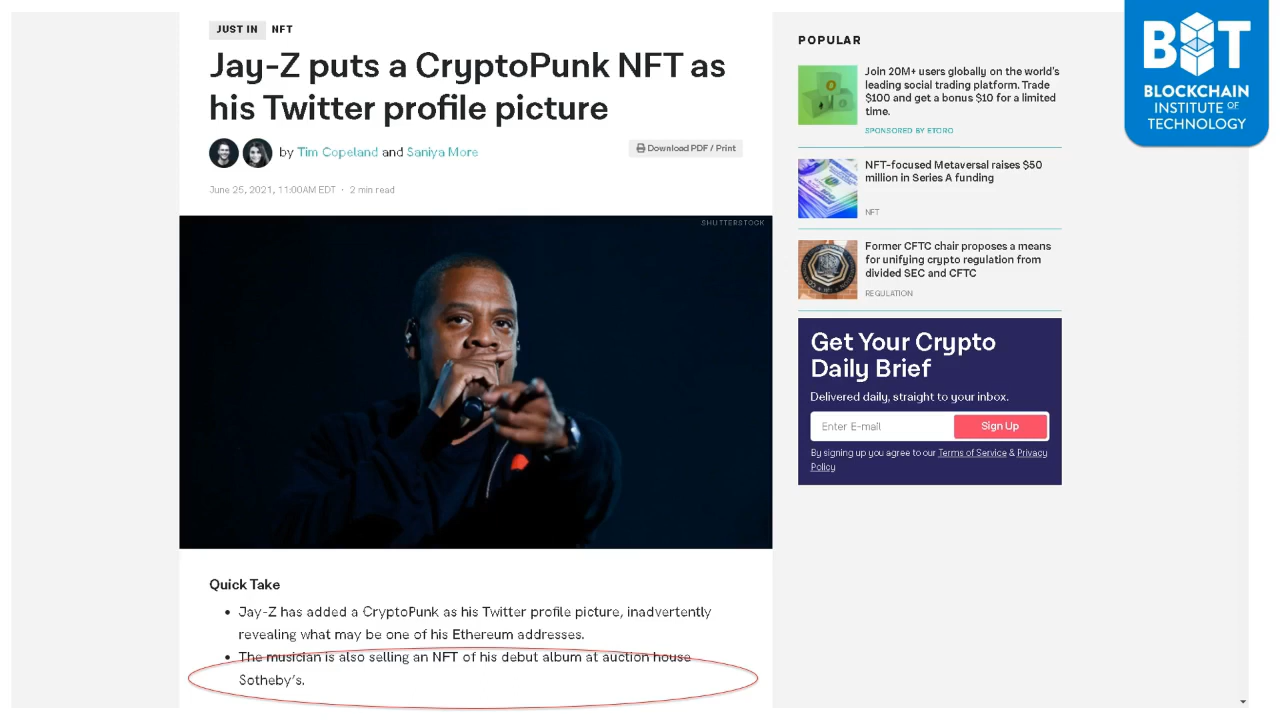 JUST IN NFT
Jay-Z puts a CryptoPunk NFT as
his Twitter profile picture
by Tim Copeland and Saniya More
Download PDF / Print
June 25, 2021, 11:00AM EDT · 2 min read
SHUTTERSTOCK
Quick Take
• Jay-Z has added a CryptoPunk as his Twitter profile picture, inadvertently
revealing what may be one of his Ethereum addresses.
• The musician is also selling an NFT of his debut album at auction house
Sotheby's.
POPULAR
Join 20M+ users globally on the world's
leading social trading platform. Trade
$100 and get a bonus $10 for a limited
time.
SPONSORED BY ETORO
NFT-focused Metaversal raises $50
million in Series A funding
NFT
Former CFTC chair proposes a means
for unifying crypto regulation from
divided SEC and CFTC
REGULATION
Get Your Crypto
Daily Brief
Delivered daily, straight to your inbox.
Enter E-mail
Sign Up
By signing up you agree to our Terms of Service & Privacy
Policy
BOT
BLOCKCHAIN
INSTITUTE OF
TECHNOLOGY